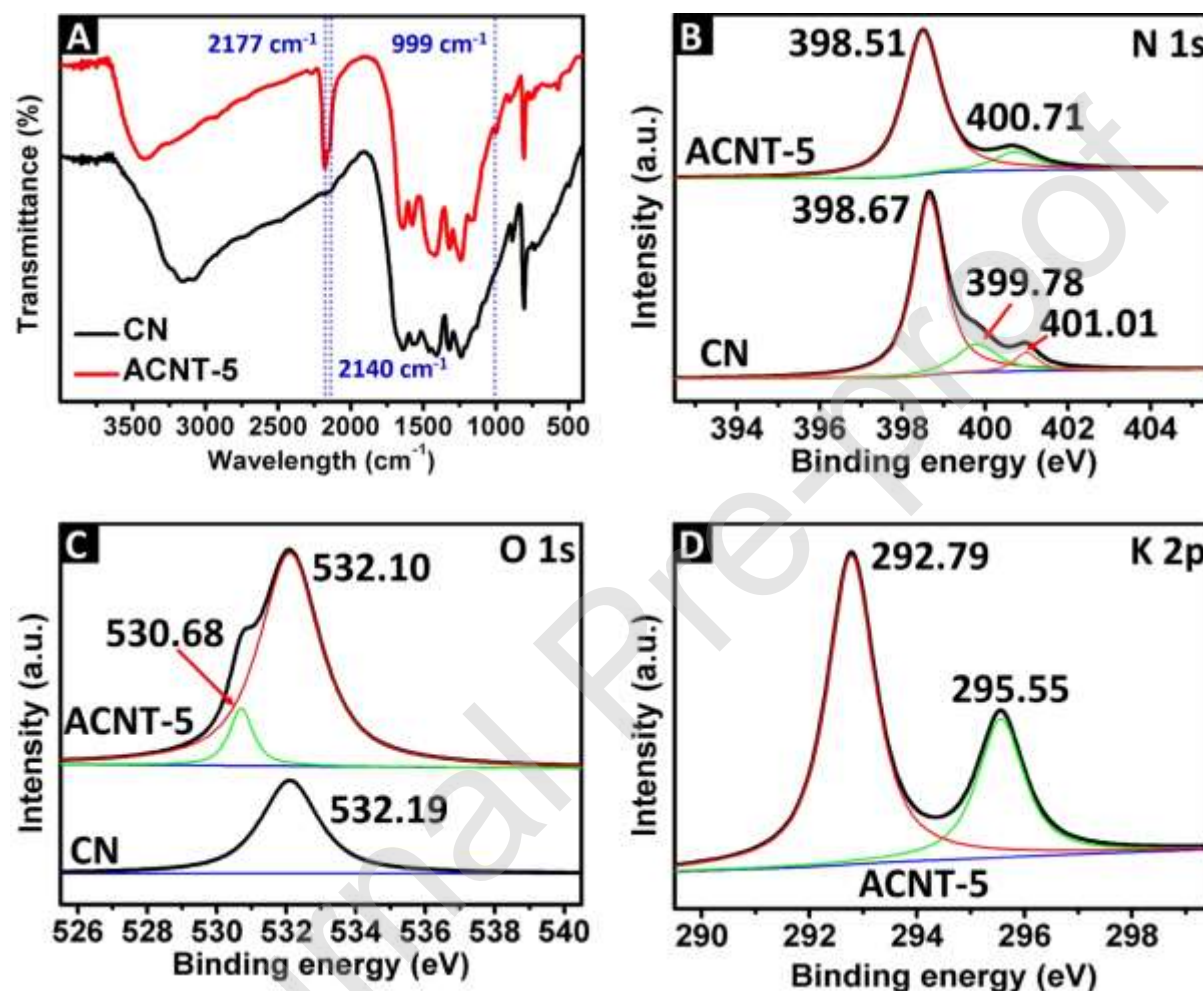 A
2177 cm-1
999 cm-1
Transmittance (%)
CN
ACNT-5
2140 cm-1
3500 3000 2500 2000 1500 1000 500
Wavelength (cm-1)
B
N 1s
398.51
400.71
ACNT-5
398.67
399.78
401.01
CN
Intensity (a.u.)
394 396 398 400 402 404
Binding energy (eV)
C
O 1s
532.10
530.68
ACNT-5
532.19
CN
Intensity (a.u.)
526 528 530 532 534 536 538 540
Binding energy (eV)
D
K 2p
292.79
295.55
ACNT-5
Intensity (a.u.)
290 292 294 296 298
Binding energy (eV)
rnal Pre-proof